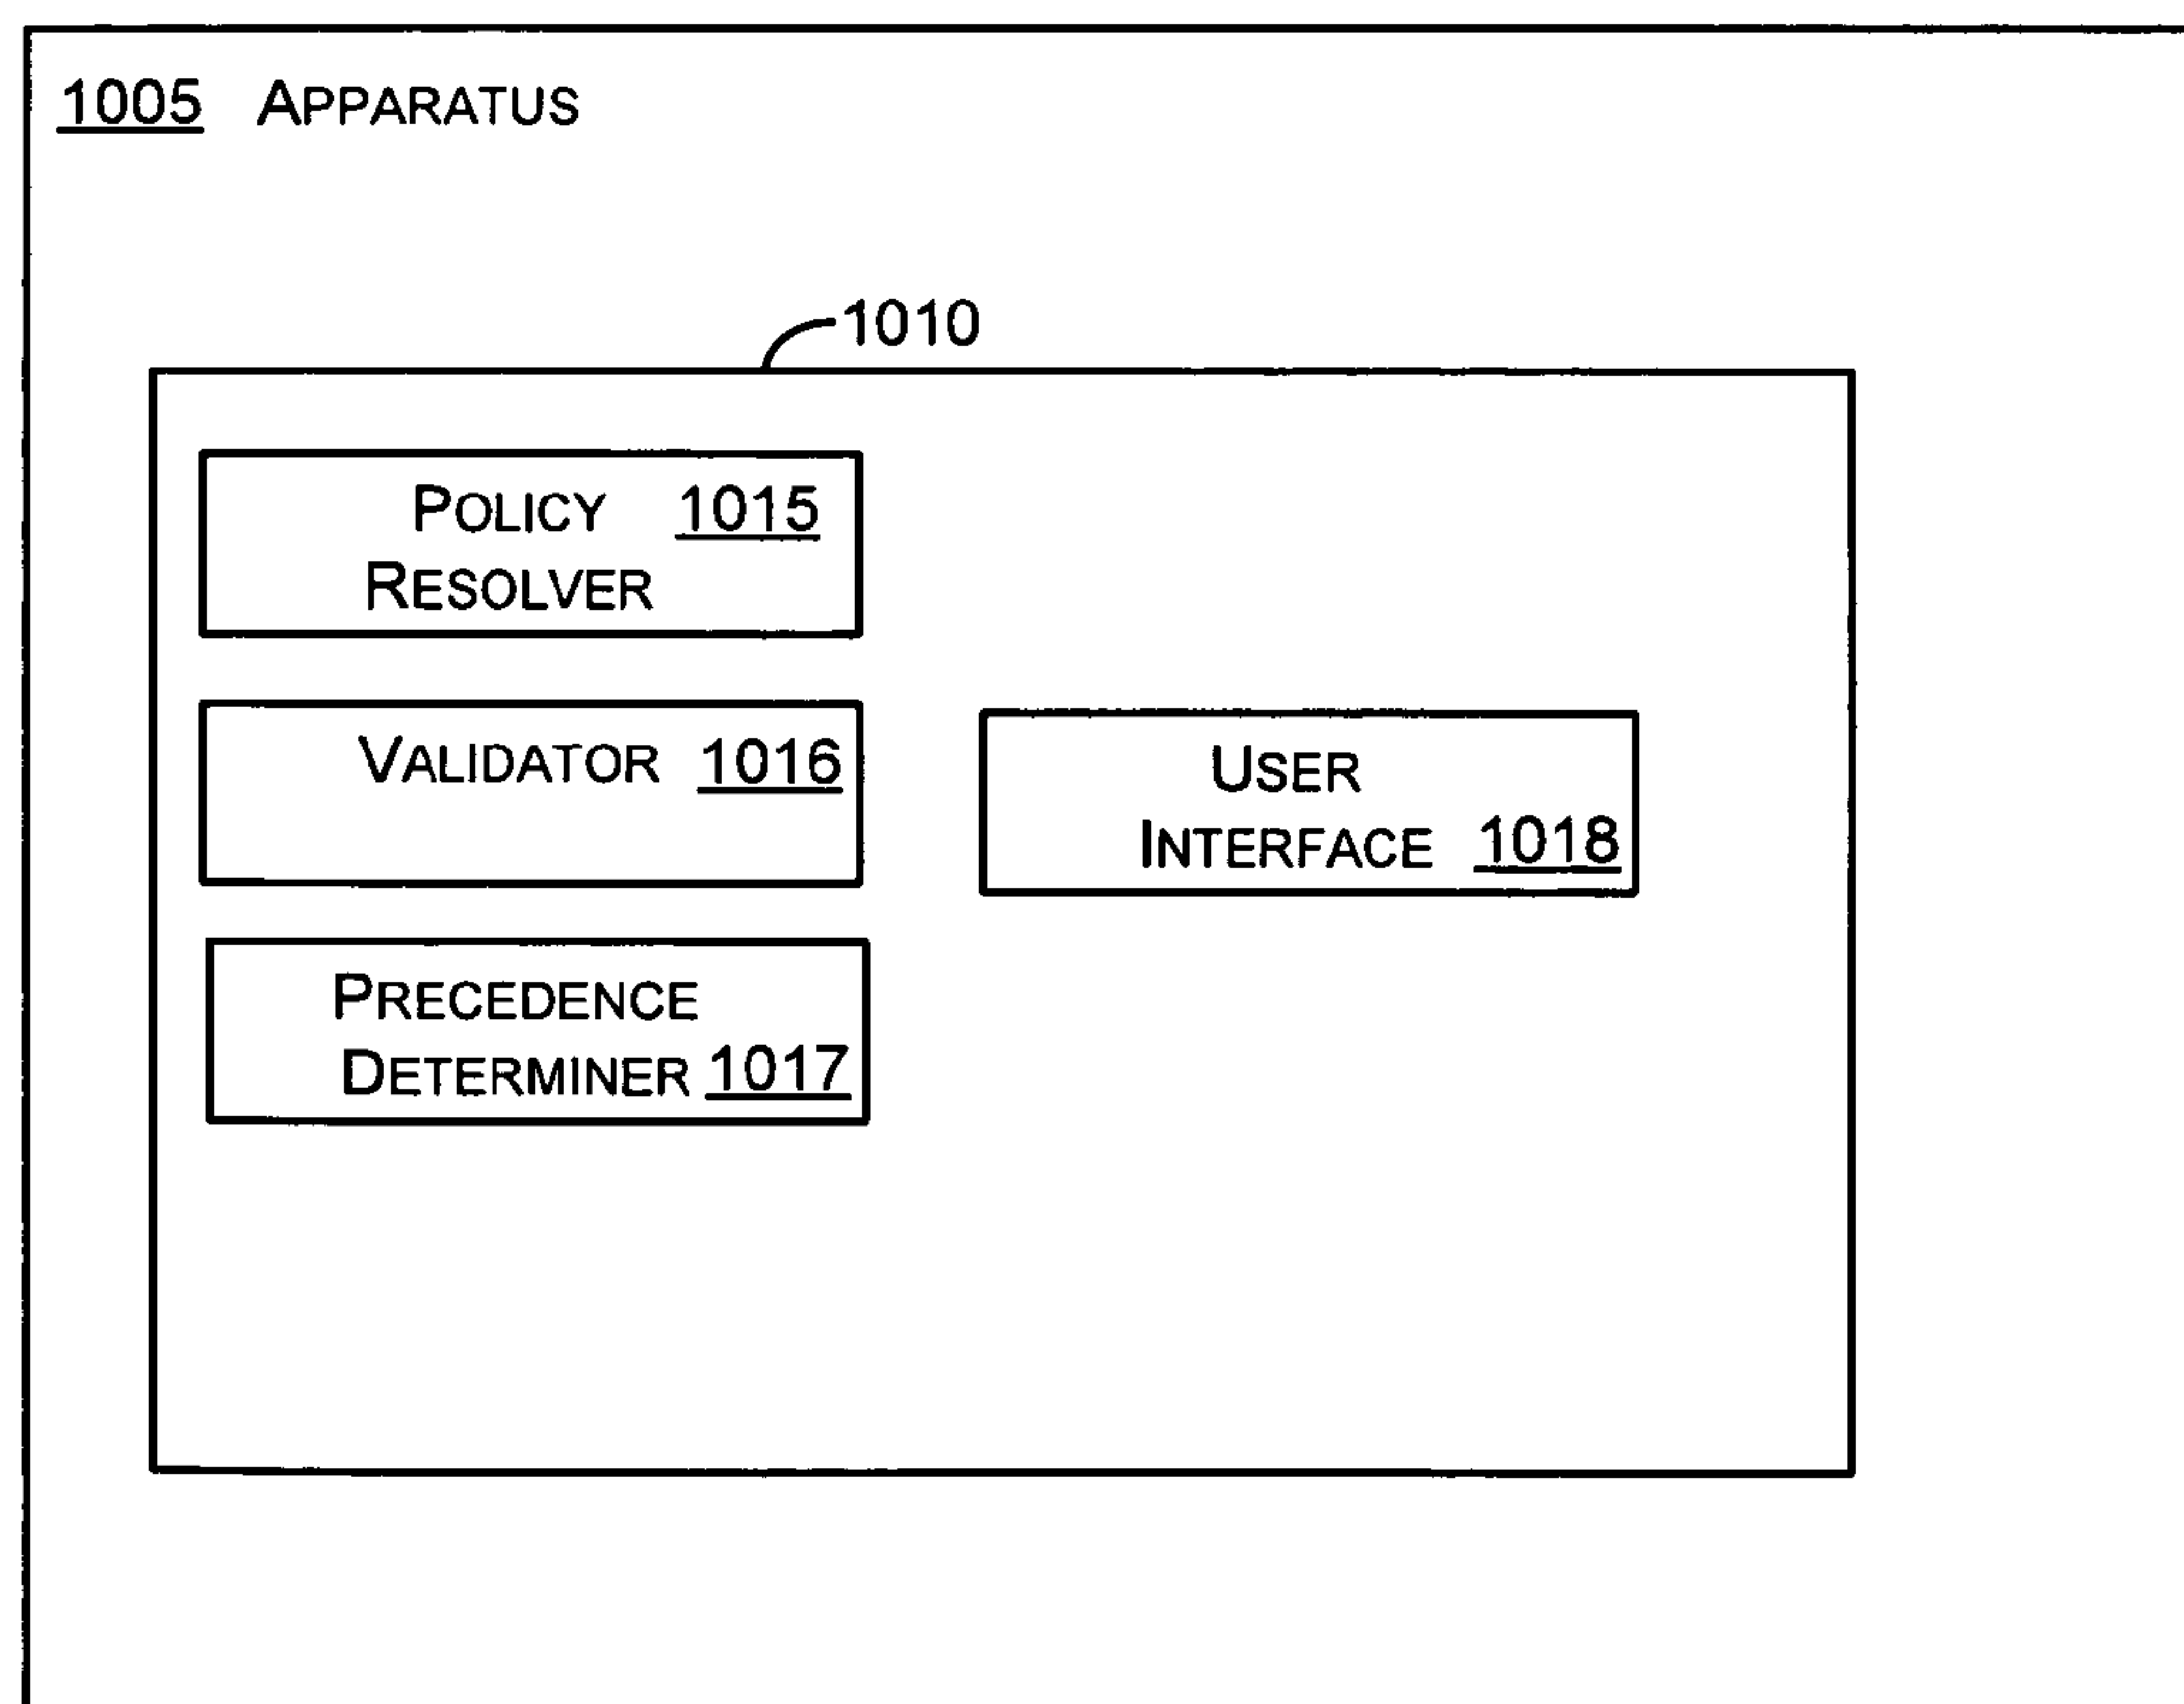 1005 APPARATUS
1010
POLICY 1015
RESOLVER
VALIDATOR 1016
USER
INTERFACE 1018
PRECEDENCE
DETERMINER 1017